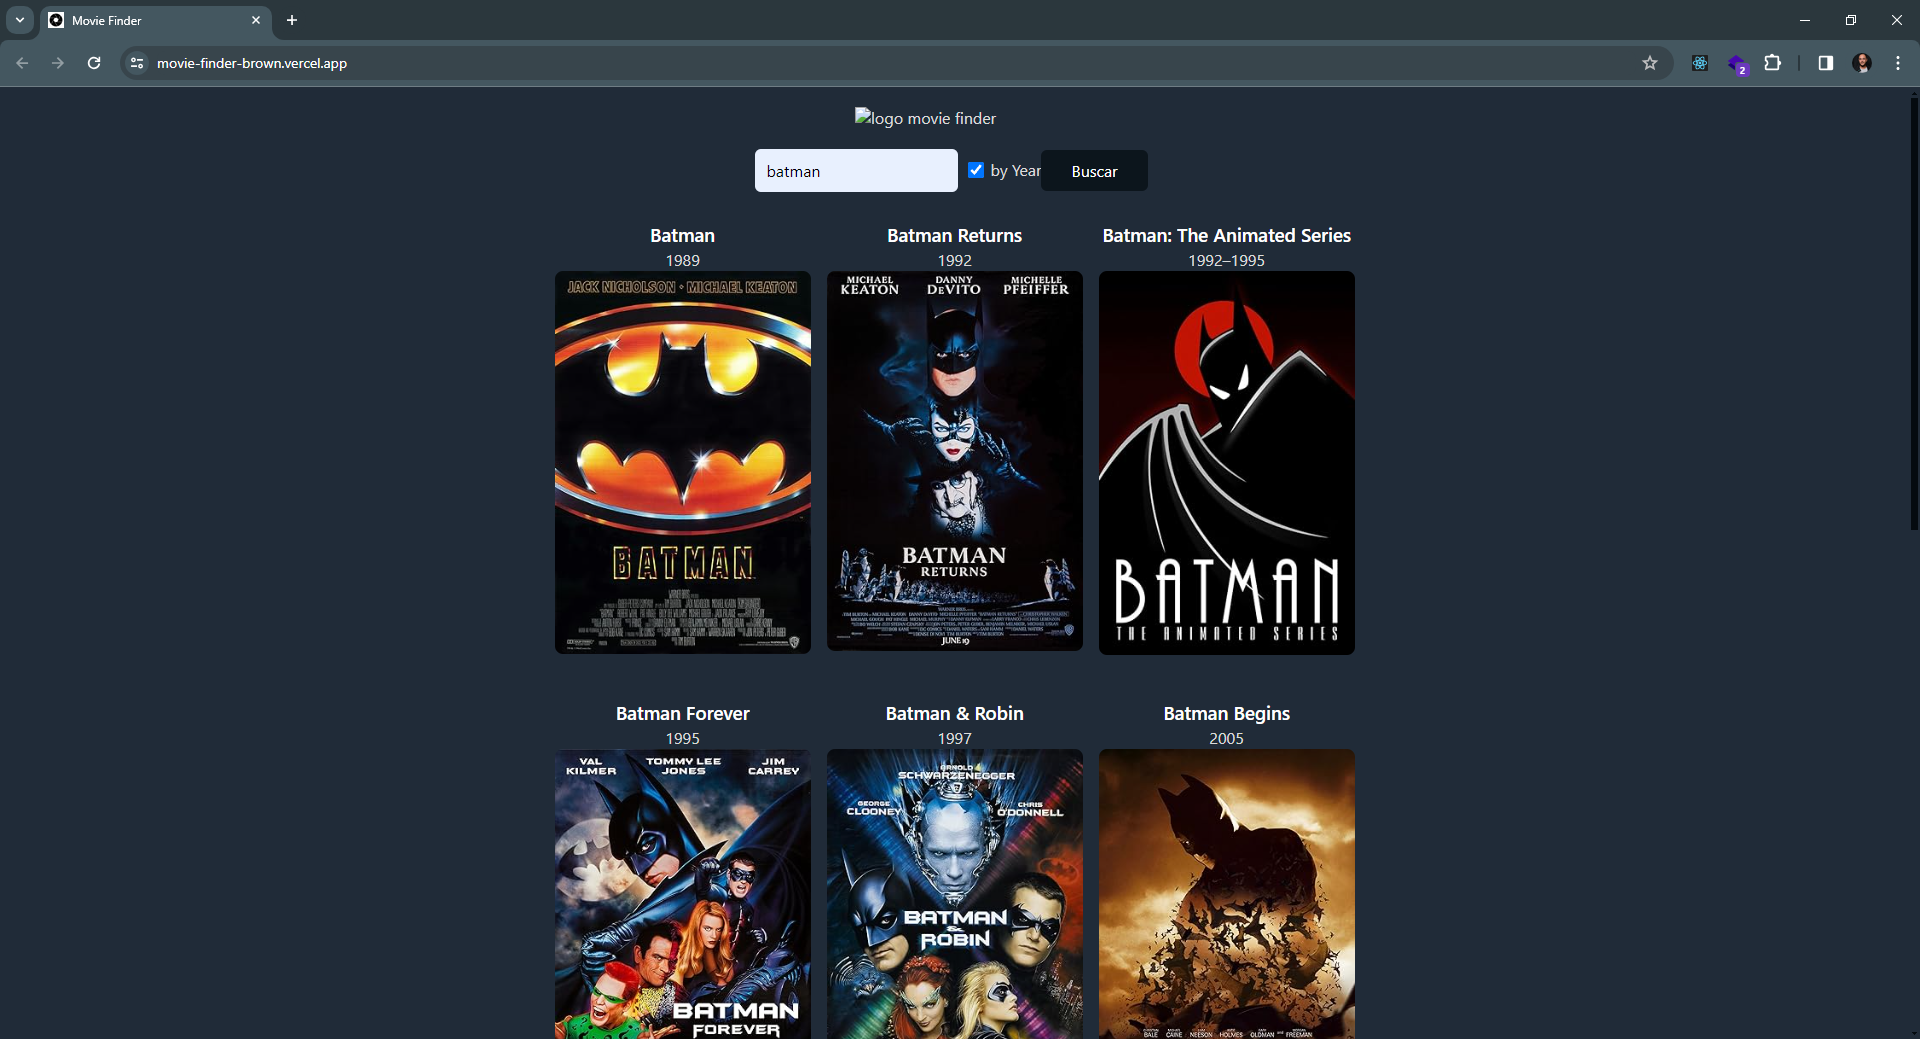 Movie Finder
movie-finder-brown.vercel.app
2
logo movie finder
batman
by Year
Buscar
Batman
1989
Batman Returns
1992
Batman: The Animated Series
1992–1995
JACK NICHOLSON • MICHAEL KEATON
BATMAN
MICHAEL KEATON
DANNY DEVITO
MICHELLE PFEIFFER
BATMAN
RETURNS
JUNE 19
BATMAN
THE ANIMATED SERIES
Batman Forever
1995
Batman & Robin
1997
Batman Begins
2005
VAL KILMER
TOMMY LEE JONES
JIM CARREY
BATMAN
FOREVER
ARNOLD
SCHWARZENEGGER
GEORGE CLOONEY
CHRIS O'DONNELL
BATMAN
&
ROBIN
BALE CAINE NEESON HOLMES OLDMAN AND FREEMAN